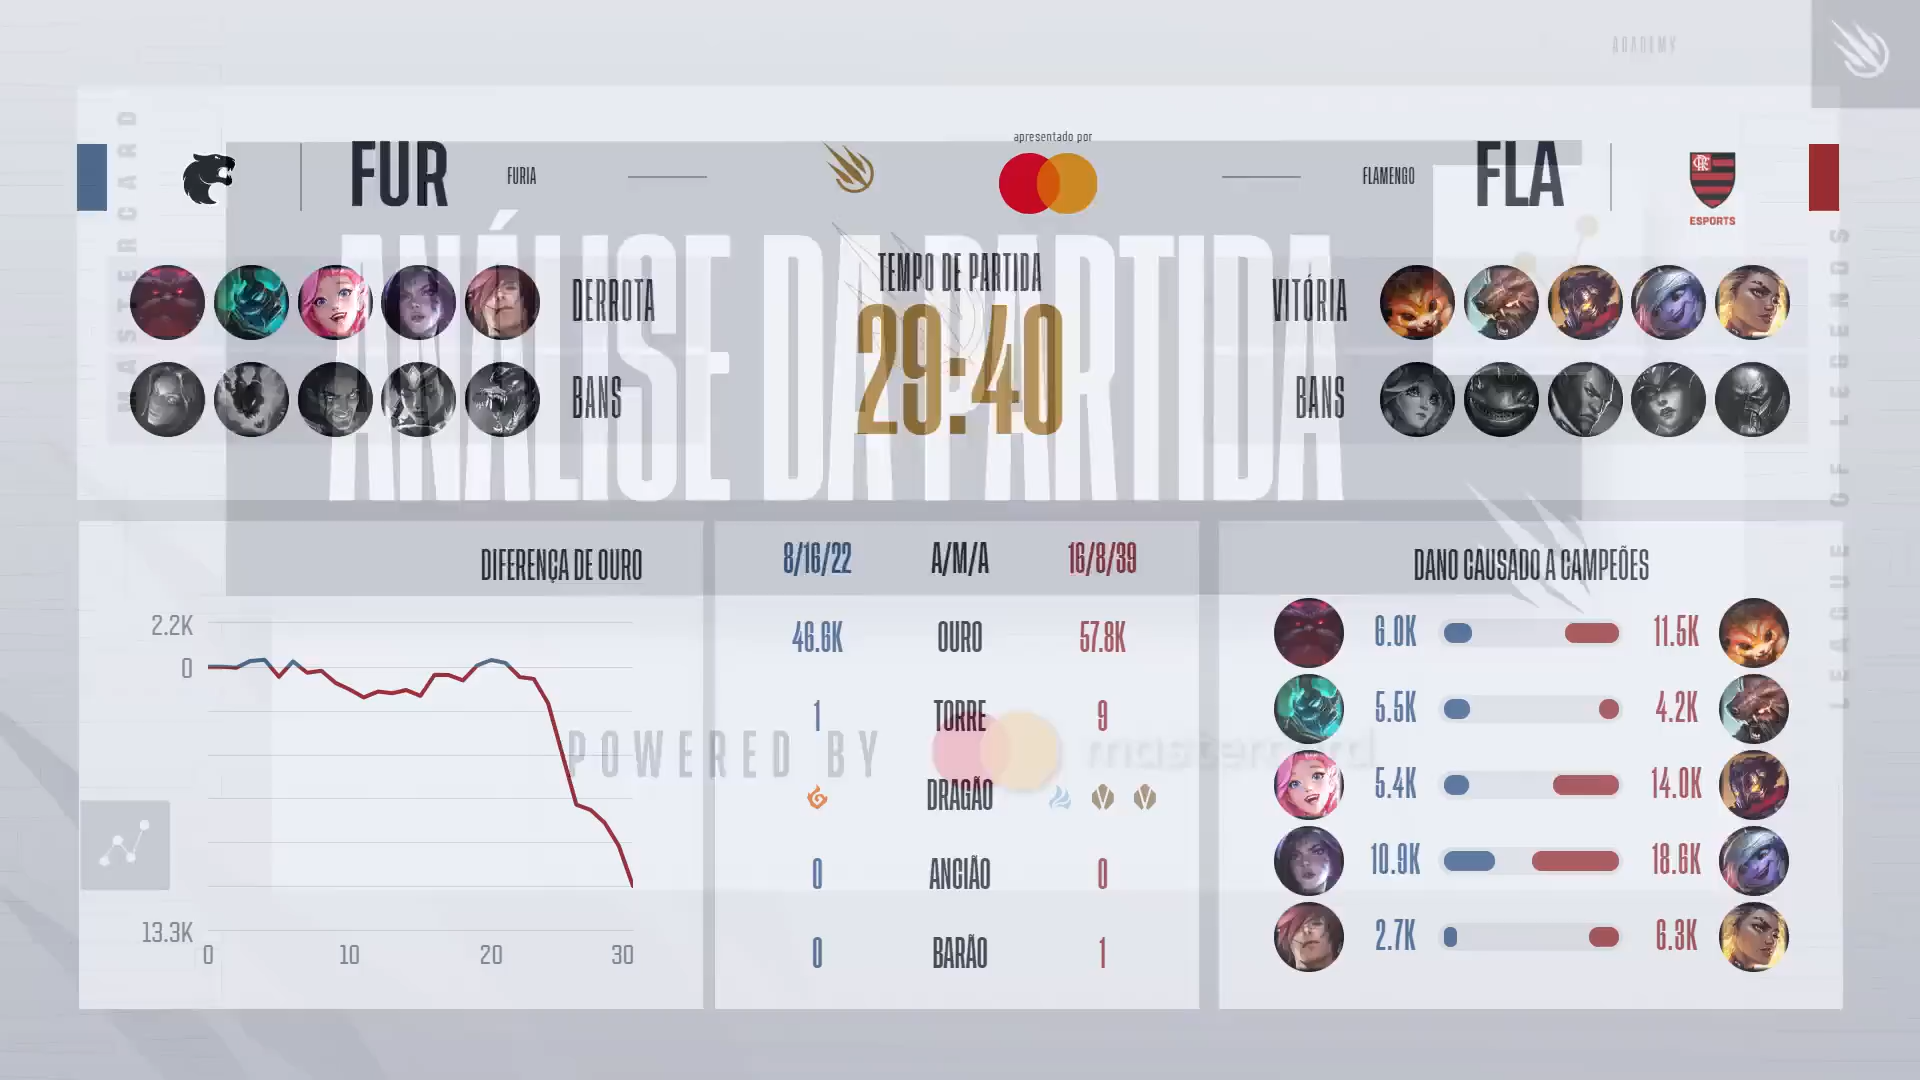 ACADEMY
MASTERCARD
LEAGUE OF LEGENDS
apresentado por
FUR
FURIA
FLAMENGO
FLA
ESPORTS
ANÁLISE DA PARTIDA
DERROTA
TEMPO DE PARTIDA
VITÓRIA
29:40
BANS
BANS
DIFERENÇA DE OURO
2.2K
0
13.3K
0 10 20 30
8/16/22 A/M/A 16/8/39
46.6K OURO 57.8K
1 TORRE 9
POWERED BY mastercard
DRAGÃO
0 ANCIÃO 0
0 BARÃO 1
DANO CAUSADO A CAMPEÕES
6.0K 11.5K
5.5K 4.2K
5.4K 14.0K
10.9K 18.6K
2.7K 6.3K